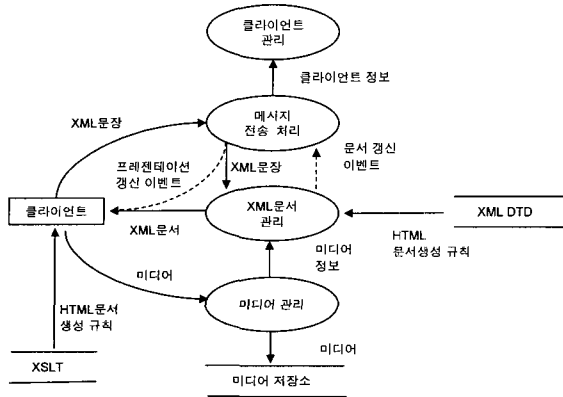 클라이언트
관리
클라이언트 정보
메시지
전송 처리
XML문장
프레젠테이션
갱신 이벤트
XML문장
문서 갱신
이벤트
클라이언트
XML문서
관리
XML문서
XML DTD
HTML
문서생성 규칙
미디어
미디어
정보
HTML문서
생성 규칙
미디어 관리
미디어
XSLT
미디어 저장소